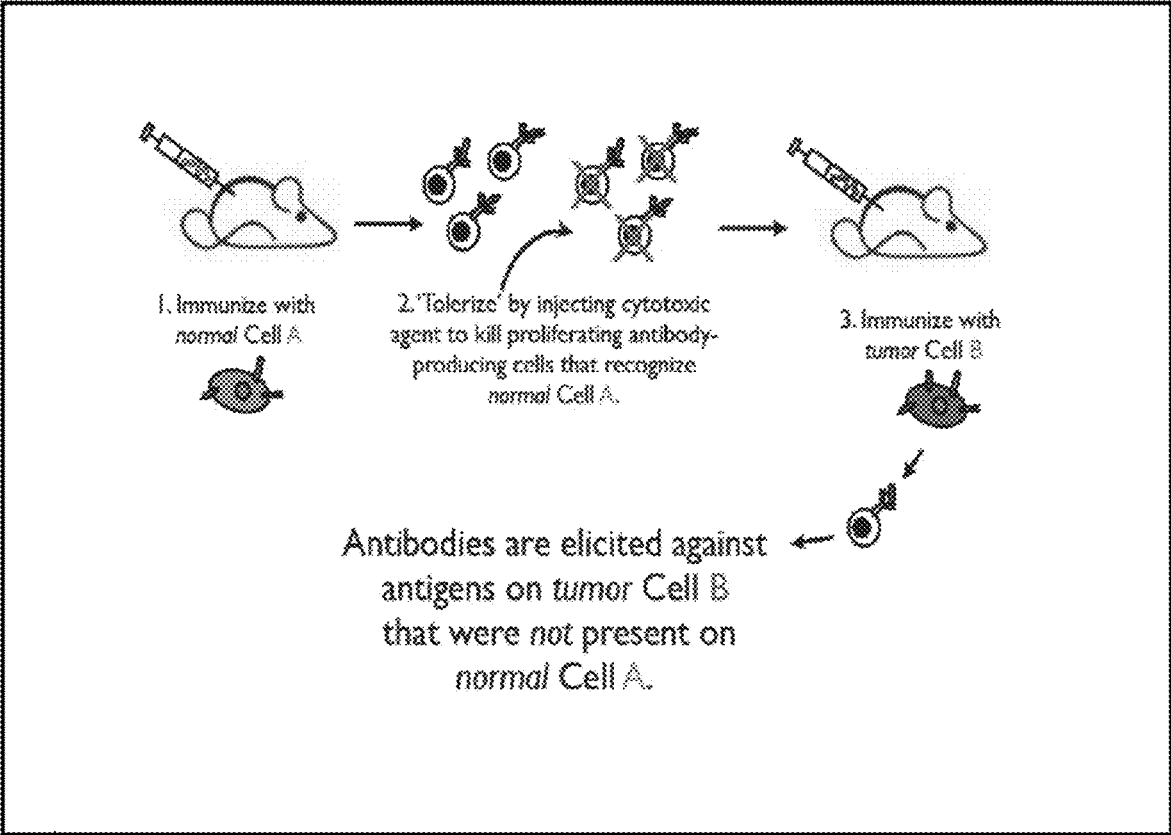 1. Immunize with
normal Cell A
2. 'Tolerize' by injecting cytotoxic
agent to kill proliferating antibody-
producing cells that recognize
normal Cell A.
3. Immunize with
tumor Cell B
Antibodies are elicited against
antigens on tumor Cell B
that were not present on
normal Cell A.